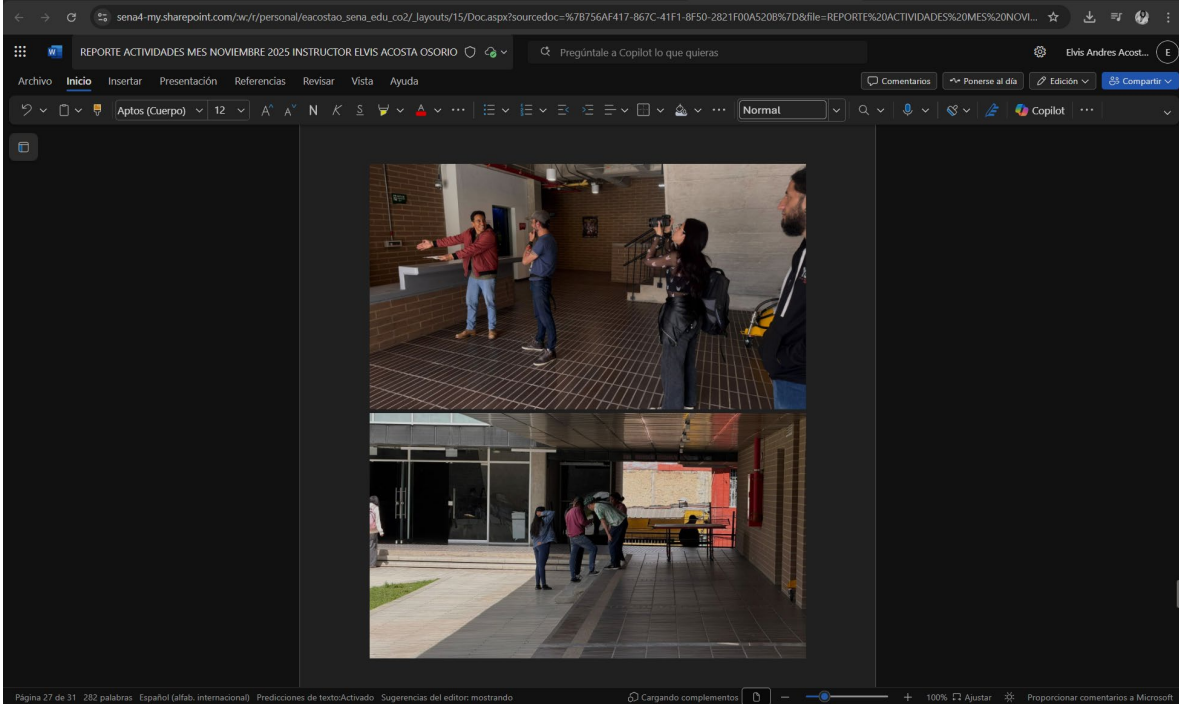 sena4-my.sharepoint.com/:w:/r/personal/eacostao_sena_edu_co2/_layouts/15/Doc.aspx?sourcedoc=%7B756AF417-867C-41F1-8F50-2821F00A520B%7D&file=REPORTE%20ACTIVIDADES%20MES%20NOVI...
W REPORTE ACTIVIDADES MES NOVIEMBRE 2025 INSTRUCTOR ELVIS ACOSTA OSORIO Pregúntale a Copilot lo que quieras Elvis Andres Acost... E
Archivo Inicio Insertar Presentación Referencias Revisar Vista Ayuda Comentarios Ponerse al día Edición Compartir
Aptos (Cuerpo) 12 A A N K S A Normal Copilot
Página 27 de 31 282 palabras Español (alfab. internacional) Predicciones de texto:Activado Sugerencias del editor: mostrando Cargando complementos 100% Ajustar Proporcionar comentarios a Microsoft